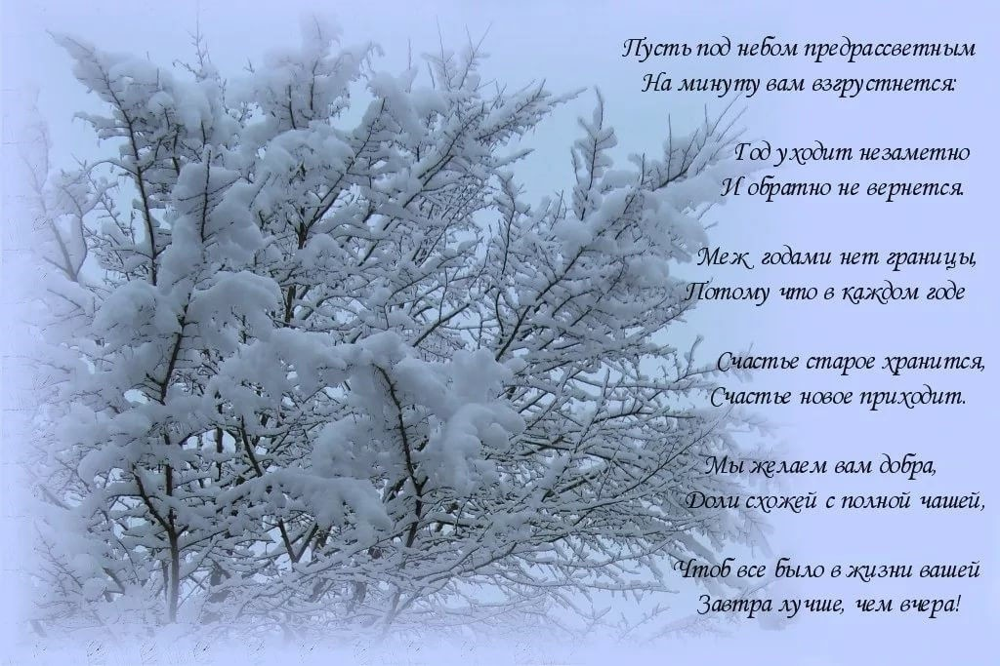 Пусть под небом предрассветным
На минуту вам взгрустнется:
Год уходит незаметно
И обратно не вернется.
Меж годами нет границы,
Потому что в каждом годе
Счастье старое хранится,
Счастье новое приходит.
Мы желаем вам добра,
Доли схожей с полной чашей,
Чтоб все было в жизни вашей
Завтра лучше, чем вчера!